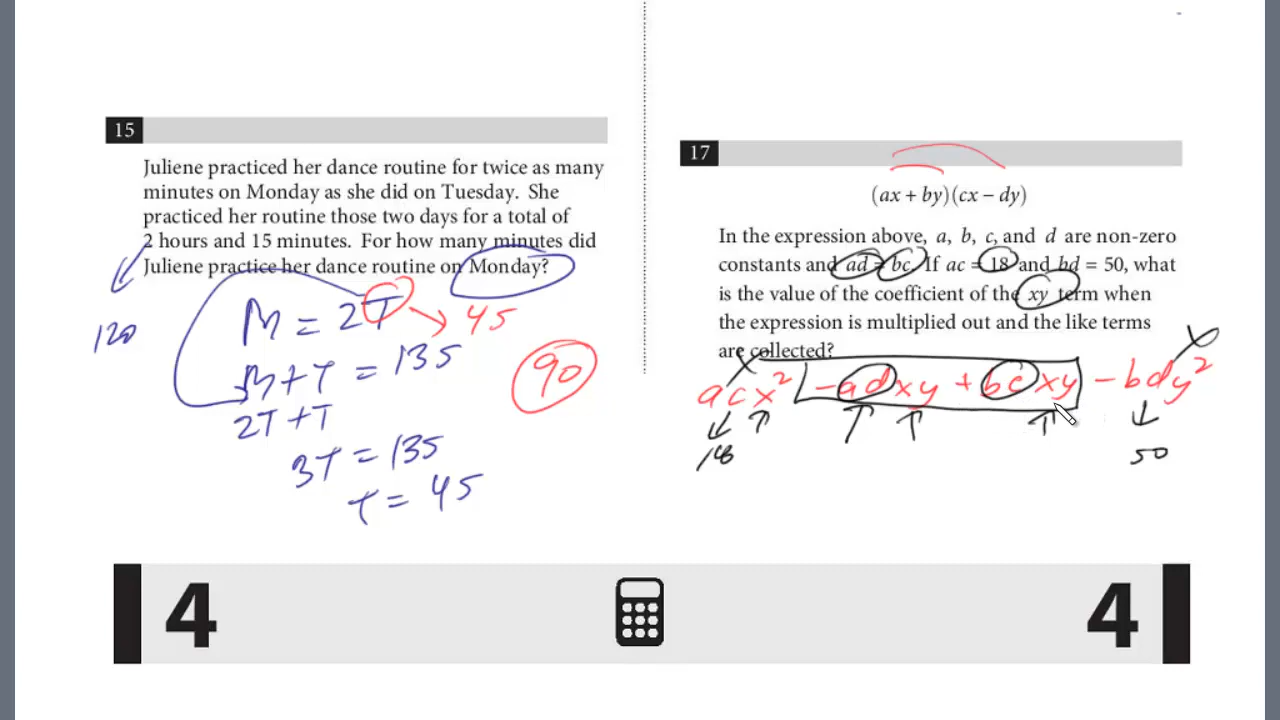 15
Juliene practiced her dance routine for twice as many
minutes on Monday as she did on Tuesday. She
practiced her routine those two days for a total of
2 hours and 15 minutes. For how many minutes did
Juliene practice her dance routine on Monday?
120
M = 2T
45
M + T = 135
90
2T + T
3T = 135
T = 45
17
(ax + by)(cx – dy)
In the expression above, a, b, c, and d are non-zero
constants and ad = bc. If ac = 18 and bd = 50, what
is the value of the coefficient of the xy term when
the expression is multiplied out and the like terms
are collected?
acx² – adxy + bcxy – bdy²
18
50
4
4